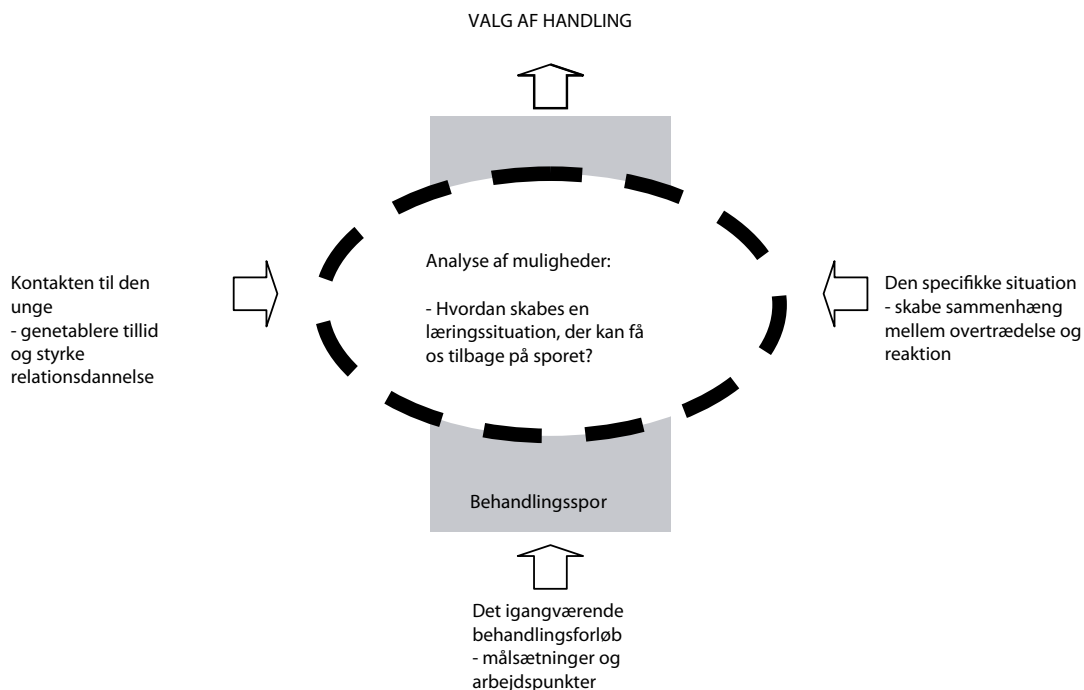 VALG AF HANDLING
Kontakten til den
unge
- genetablere tillid
og styrke
relationsdannelse
Analyse af muligheder:
- Hvordan skabes en
læringssituation, der kan få
os tilbage på sporet?
Den specifikke situation
- skabe sammenhæng
mellem overtrædelse og
reaktion
Behandlingsspor
Det igangværende
behandlingsforløb
- målsætninger og
arbejdspunkter